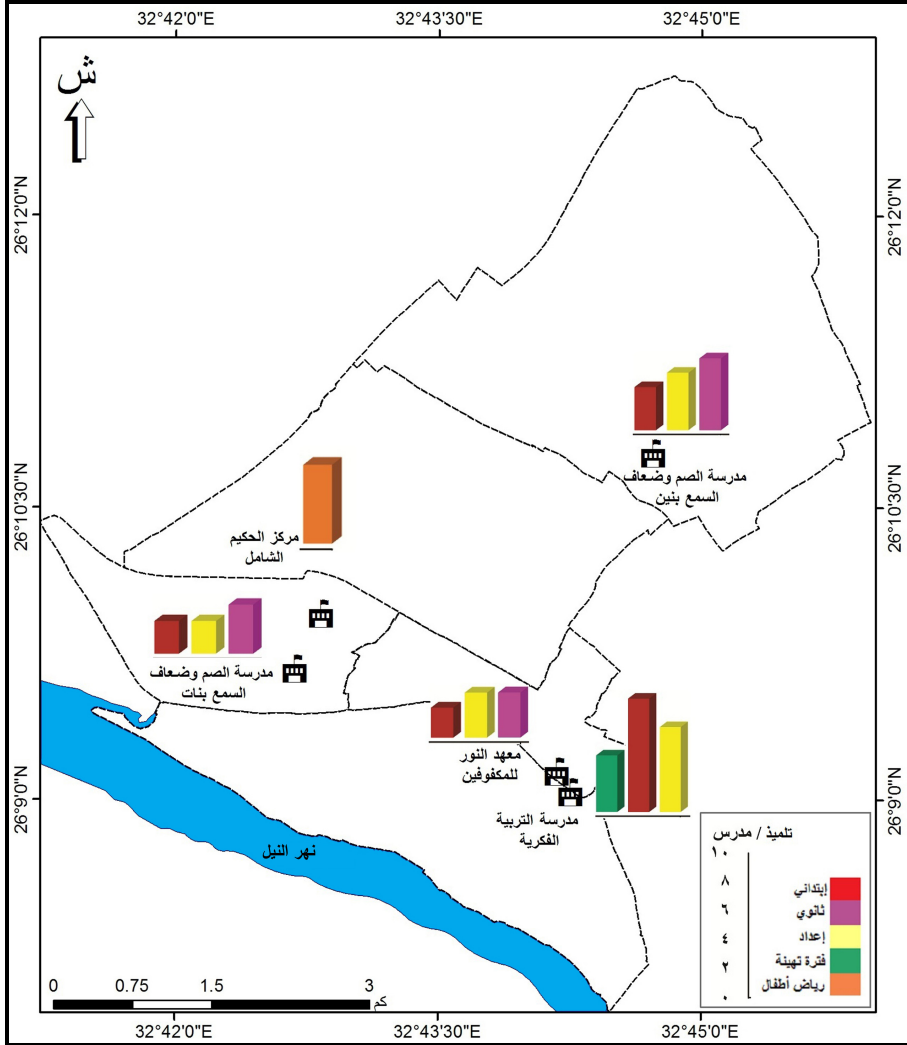 32°42'0"E
32°43'30"E
32°45'0"E
ش
26°12'0"N
26°12'0"N
مدرسة الصم وضعاف
السمع بنين
26°10'30"N
26°10'30"N
مركز الحكيم
الشامل
مدرسة الصم وضعاف
السمع بنات
معهد النور
للمكفوفين
مدرسة التربية
الفكرية
26°9'0"N
26°9'0"N
نهر النيل
تلميذ / مدرس
١٠
٨
٦
٤
٢
٠
إبتدائي
ثانوي
إعداد
فترة تهيئة
رياض أطفال
0 0.75 1.5 3
كم
32°42'0"E
32°43'30"E
32°45'0"E